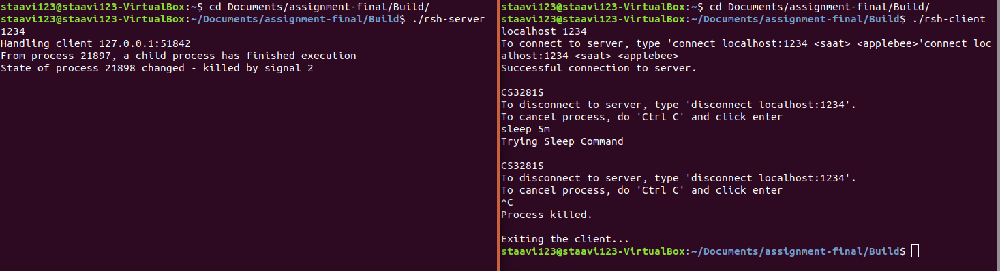 staavi123@staavi123-VirtualBox:~$ cd Documents/assignment-final/Build/
staavi123@staavi123-VirtualBox:~/Documents/assignment-final/Build$ ./rsh-server
1234
Handling client 127.0.0.1:51842
From process 21897, a child process has finished execution
State of process 21898 changed - killed by signal 2
staavi123@staavi123-VirtualBox:~$ cd Documents/assignment-final/Build/
staavi123@staavi123-VirtualBox:~/Documents/assignment-final/Build$ ./rsh-client
localhost 1234
To connect to server, type 'connect localhost:1234 <saat> <applebee>'connect loc
alhost:1234 <saat> <applebee>
Successful connection to server.
CS3281$
To disconnect to server, type 'disconnect localhost:1234'.
To cancel process, do 'Ctrl C' and click enter
sleep 5m
Trying Sleep Command
CS3281$
To disconnect to server, type 'disconnect localhost:1234'.
To cancel process, do 'Ctrl C' and click enter
^C
Process killed.
Exiting the client...
staavi123@staavi123-VirtualBox:~/Documents/assignment-final/Build$